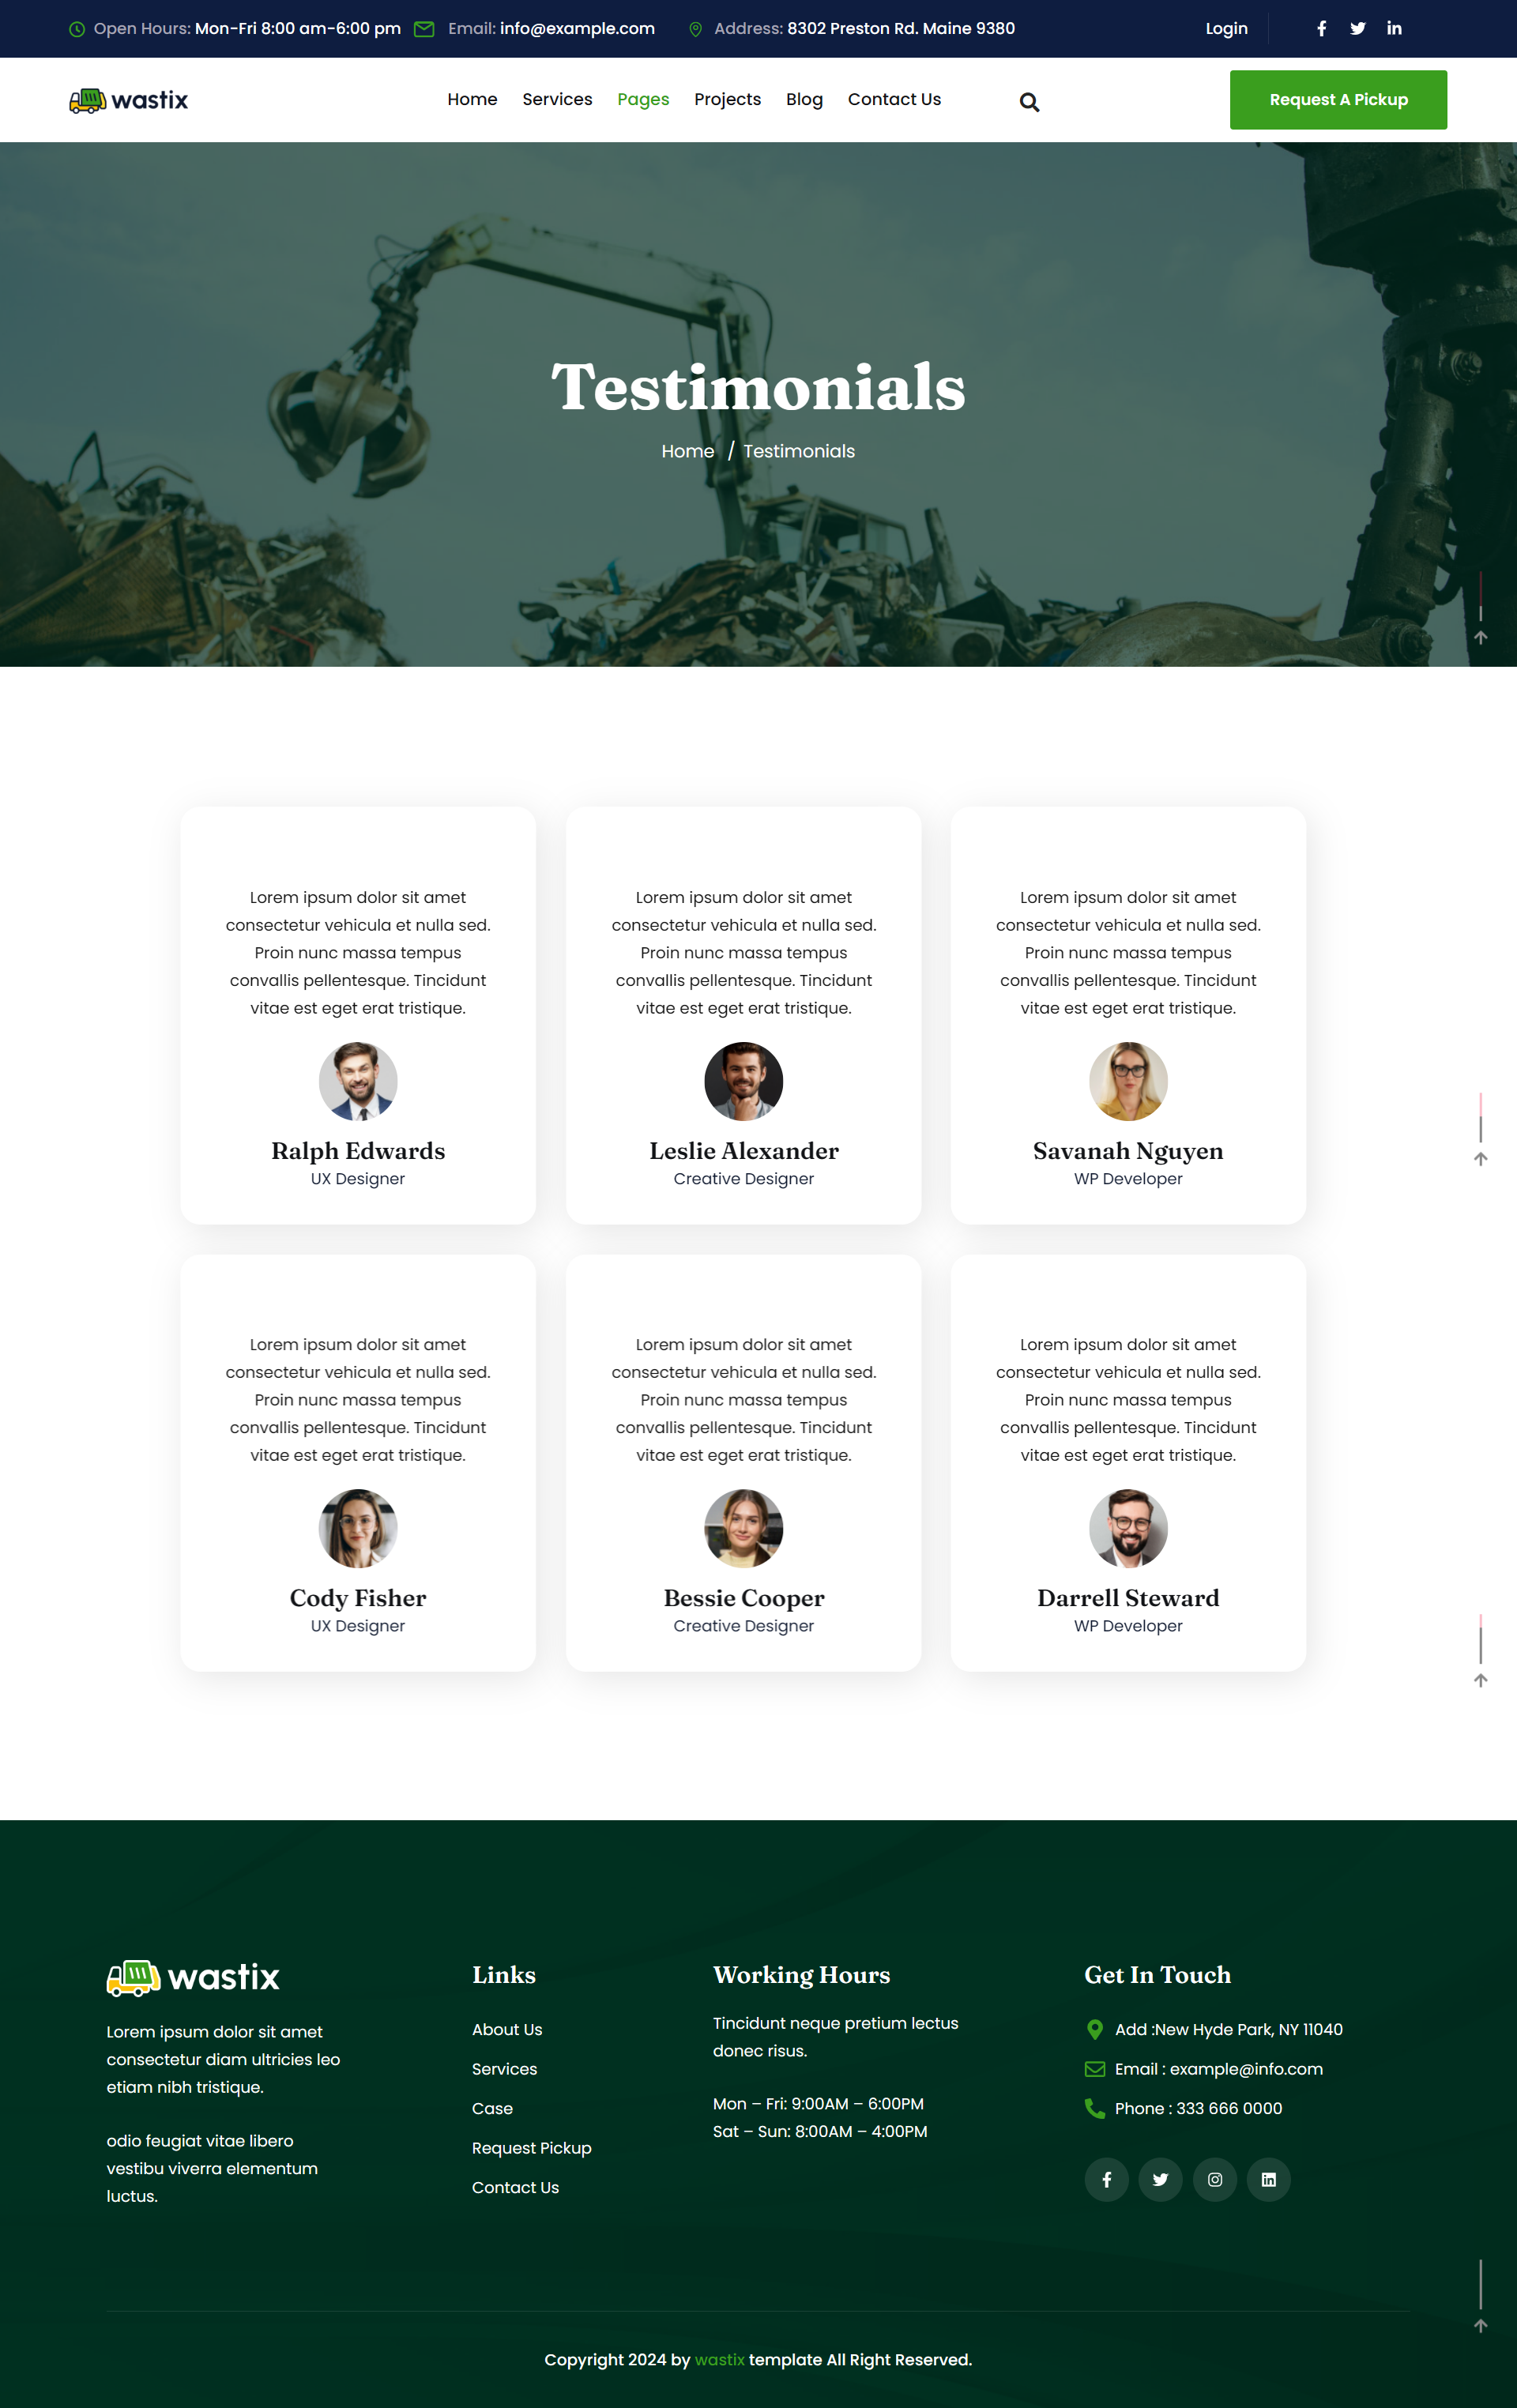 Open Hours: Mon-Fri 8:00 am-6:00 pm Email: info@example.com Address: 8302 Preston Rd. Maine 9380 Login
wastix Home Services Pages Projects Blog Contact Us Request A Pickup
Testimonials
Home / Testimonials
Lorem ipsum dolor sit amet
consectetur vehicula et nulla sed.
Proin nunc massa tempus
convallis pellentesque. Tincidunt
vitae est eget erat tristique.
Ralph Edwards
UX Designer
Lorem ipsum dolor sit amet
consectetur vehicula et nulla sed.
Proin nunc massa tempus
convallis pellentesque. Tincidunt
vitae est eget erat tristique.
Leslie Alexander
Creative Designer
Lorem ipsum dolor sit amet
consectetur vehicula et nulla sed.
Proin nunc massa tempus
convallis pellentesque. Tincidunt
vitae est eget erat tristique.
Savanah Nguyen
WP Developer
Lorem ipsum dolor sit amet
consectetur vehicula et nulla sed.
Proin nunc massa tempus
convallis pellentesque. Tincidunt
vitae est eget erat tristique.
Cody Fisher
UX Designer
Lorem ipsum dolor sit amet
consectetur vehicula et nulla sed.
Proin nunc massa tempus
convallis pellentesque. Tincidunt
vitae est eget erat tristique.
Bessie Cooper
Creative Designer
Lorem ipsum dolor sit amet
consectetur vehicula et nulla sed.
Proin nunc massa tempus
convallis pellentesque. Tincidunt
vitae est eget erat tristique.
Darrell Steward
WP Developer
wastix
Lorem ipsum dolor sit amet
consectetur diam ultricies leo
etiam nibh tristique.
odio feugiat vitae libero
vestibu viverra elementum
luctus.
Links
About Us
Services
Case
Request Pickup
Contact Us
Working Hours
Tincidunt neque pretium lectus
donec risus.
Mon – Fri: 9:00AM – 6:00PM
Sat – Sun: 8:00AM – 4:00PM
Get In Touch
Add :New Hyde Park, NY 11040
Email : example@info.com
Phone : 333 666 0000
Copyright 2024 by wastix template All Right Reserved.